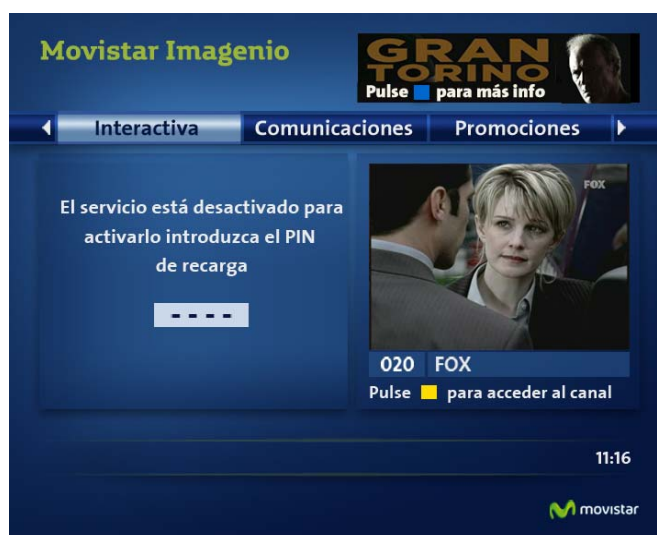 Movistar Imagenio
GRAN
TORINO
Pulse para más info
Interactiva Comunicaciones Promociones
El servicio está desactivado para
activarlo introduzca el PIN
de recarga
- - - -
FOX
020 FOX
Pulse para acceder al canal
11:16
movistar